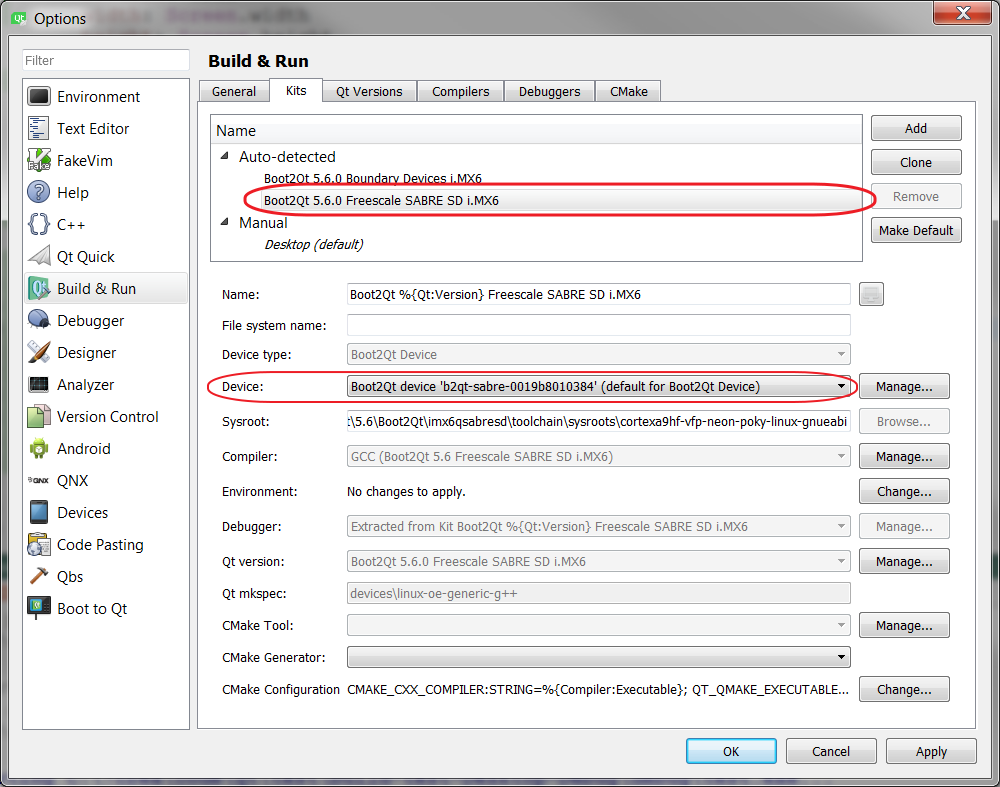 Options
Filter
Environment
Text Editor
FakeVim
Help
C++
Qt Quick
Build & Run
Debugger
Designer
Analyzer
Version Control
Android
QNX
Devices
Code Pasting
Qbs
Boot to Qt
Build & Run
General Kits Qt Versions Compilers Debuggers CMake
Name
Auto-detected
Boot2Qt 5.6.0 Boundary Devices i.MX6
Boot2Qt 5.6.0 Freescale SABRE SD i.MX6
Manual
Desktop (default)
Add
Clone
Remove
Make Default
Name: Boot2Qt %{Qt:Version} Freescale SABRE SD i.MX6
File system name:
Device type: Boot2Qt Device
Device: Boot2Qt device 'b2qt-sabre-0019b8010384' (default for Boot2Qt Device) Manage...
Sysroot: t\5.6\Boot2Qt\imx6qsabresd\toolchain\sysroots\cortexa9hf-vfp-neon-poky-linux-gnueabi Browse...
Compiler: GCC (Boot2Qt 5.6 Freescale SABRE SD i.MX6) Manage...
Environment: No changes to apply. Change...
Debugger: Extracted from Kit Boot2Qt %{Qt:Version} Freescale SABRE SD i.MX6 Manage...
Qt version: Boot2Qt 5.6.0 Freescale SABRE SD i.MX6 Manage...
Qt mkspec: devices\linux-oe-generic-g++
CMake Tool: Manage...
CMake Generator:
CMake Configuration CMAKE_CXX_COMPILER:STRING=%{Compiler:Executable}; QT_QMAKE_EXECUTABLE... Change...
OK Cancel Apply